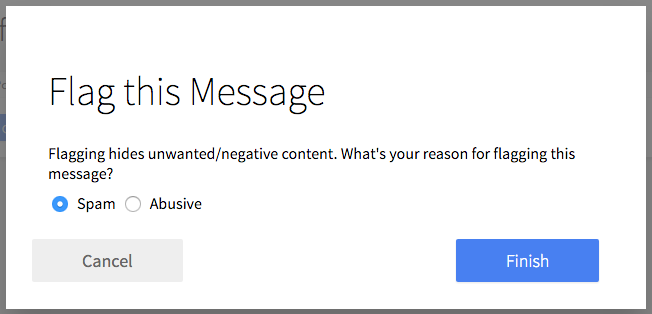 Flag this Message
Flagging hides unwanted/negative content. What's your reason for flagging this
message?
Spam Abusive
Cancel Finish